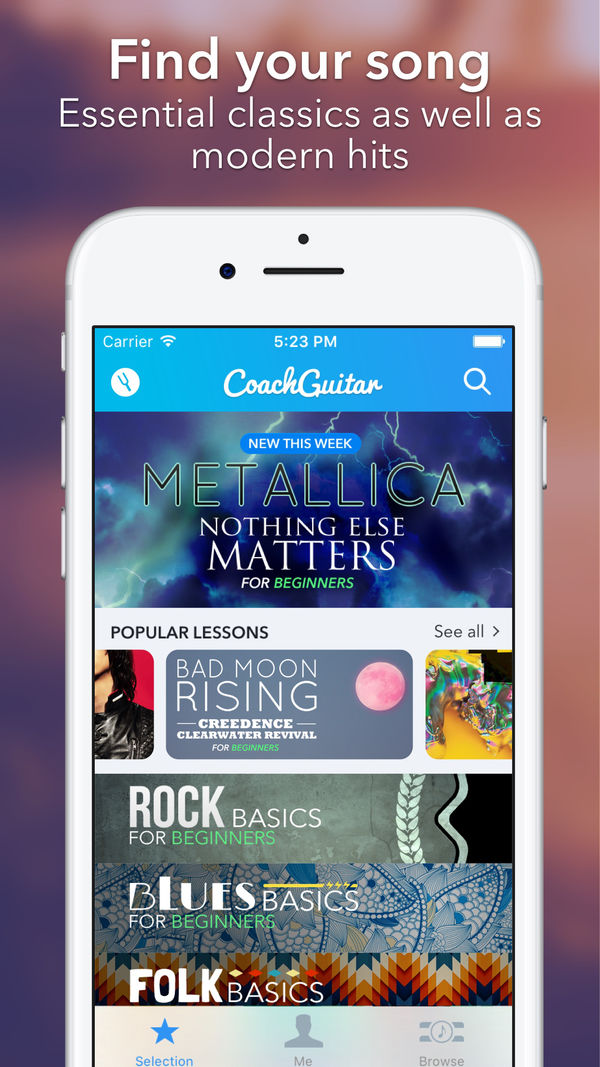 Find your song
Essential classics as well as
modern hits
Carrier
5:23 PM
CoachGuitar
NEW THIS WEEK
METALLICA
NOTHING ELSE
MATTERS
FOR BEGINNERS
POPULAR LESSONS
See all >
BAD MOON
RISING
CREEDENCE
CLEARWATER REVIVAL
FOR BEGINNERS
ROCK BASICS
FOR BEGINNERS
BLUES BASICS
FOR BEGINNERS
FOLK BASICS
Selection
Me
Browse